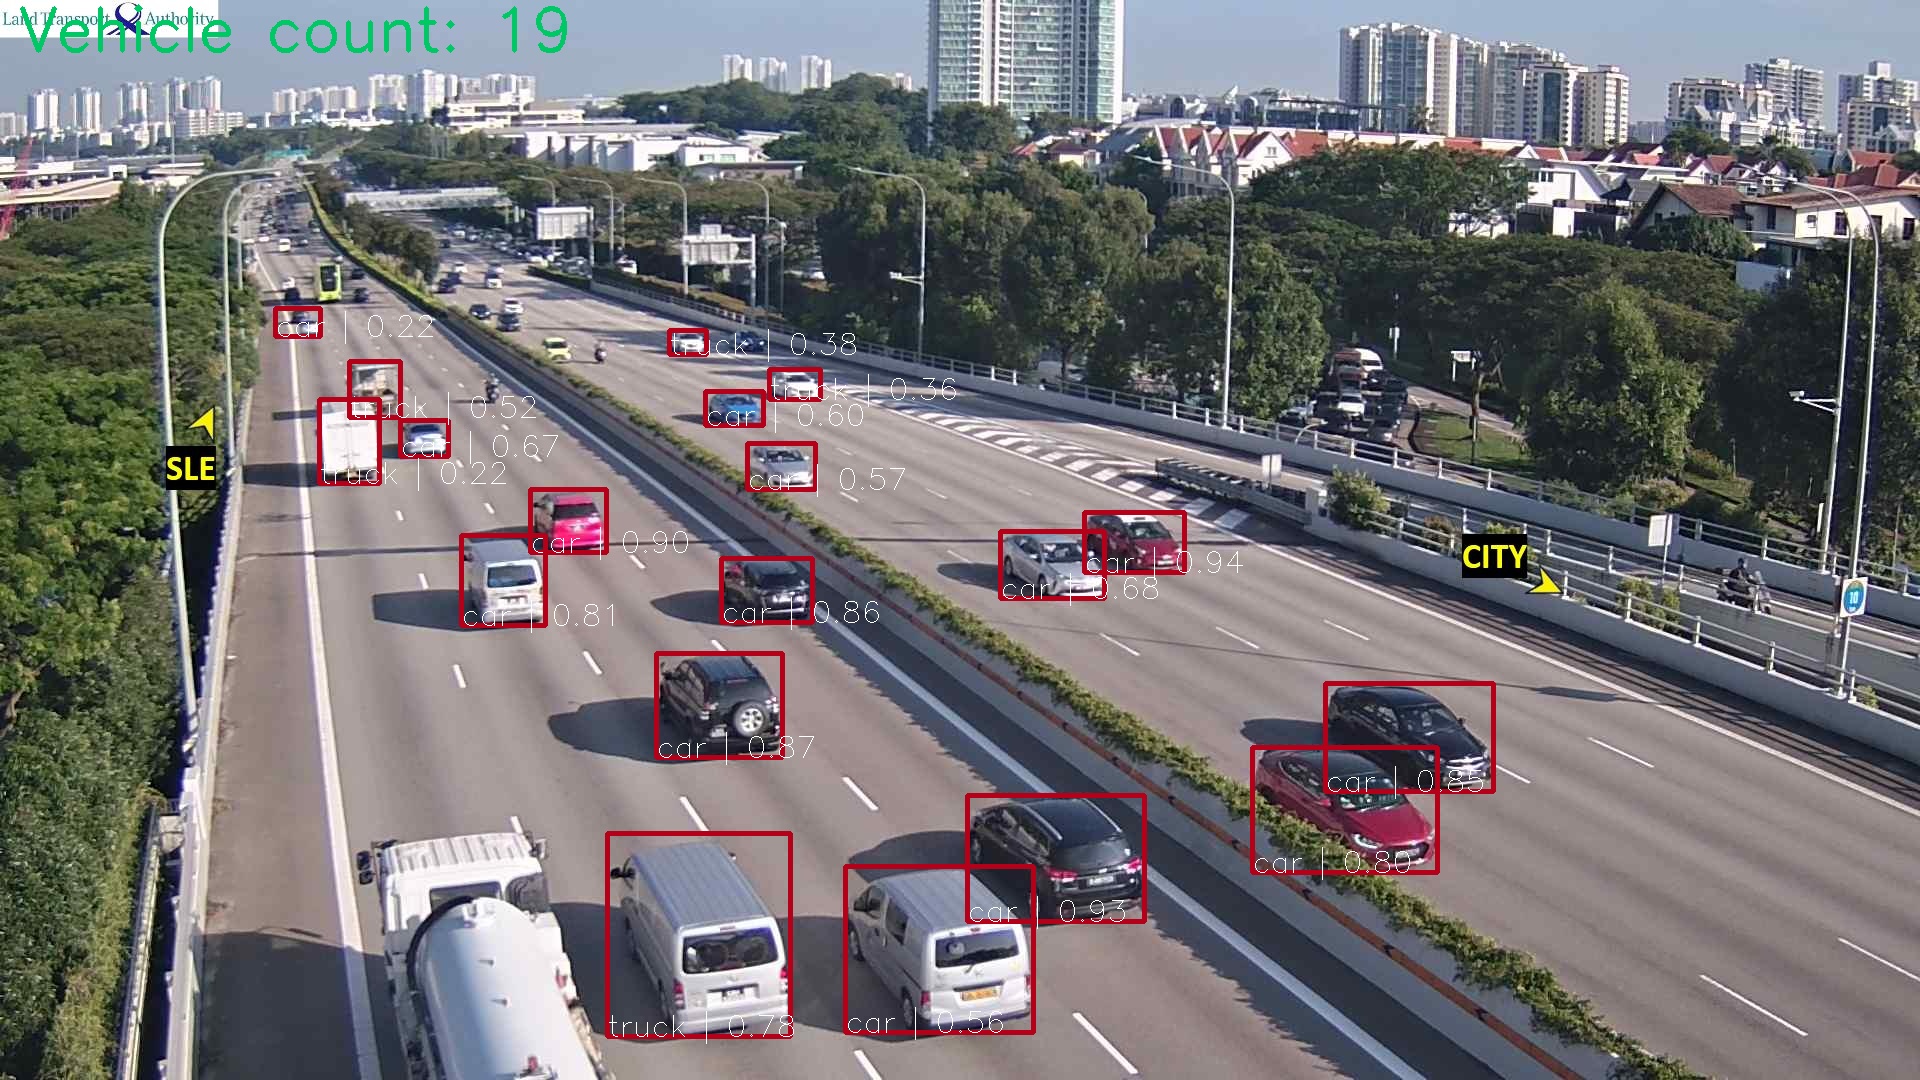 Land Transport Authority
Vehicle count: 19
car | 0.22
truck | 0.38
truck | 0.36
truck | 0.52
car | 0.60
car | 0.67
truck | 0.22
SLE
car | 0.57
car | 0.90
CITY
car | 0.94
car | 0.68
10
car | 0.81
car | 0.86
car | 0.87
car | 0.85
car | 0.80
car | 0.93
truck | 0.78
car | 0.56